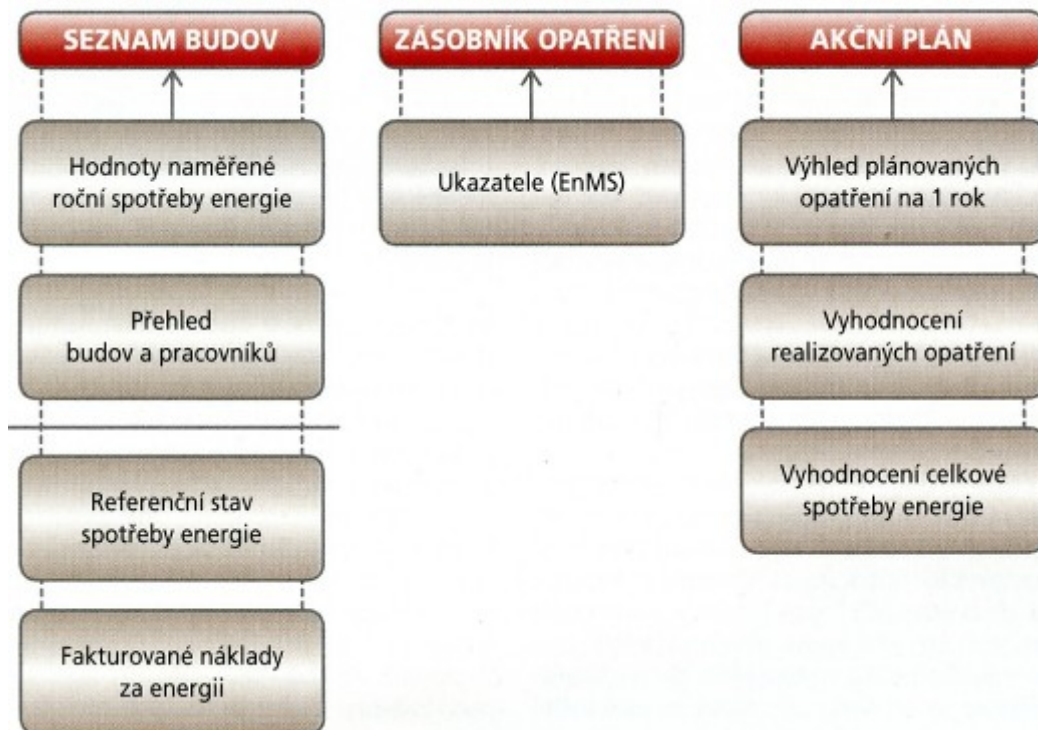 SEZNAM BUDOV
Hodnoty naměřené
roční spotřeby energie
Přehled
budov a pracovníků
Referenční stav
spotřeby energie
Fakturované náklady
za energii
ZÁSOBNÍK OPATŘENÍ
Ukazatele (EnMS)
AKČNÍ PLÁN
Výhled plánovaných
opatření na 1 rok
Vyhodnocení
realizovaných opatření
Vyhodnocení celkové
spotřeby energie